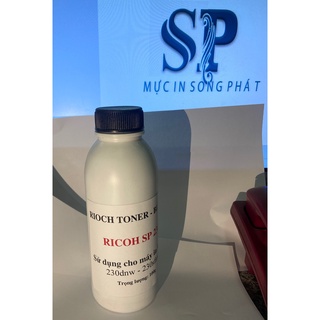 SP
MỰC IN SONG PHÁT
RIOCH TONER -
RICOH SP
Sử dụng cho máy
230dnw -
Trọng lượng: